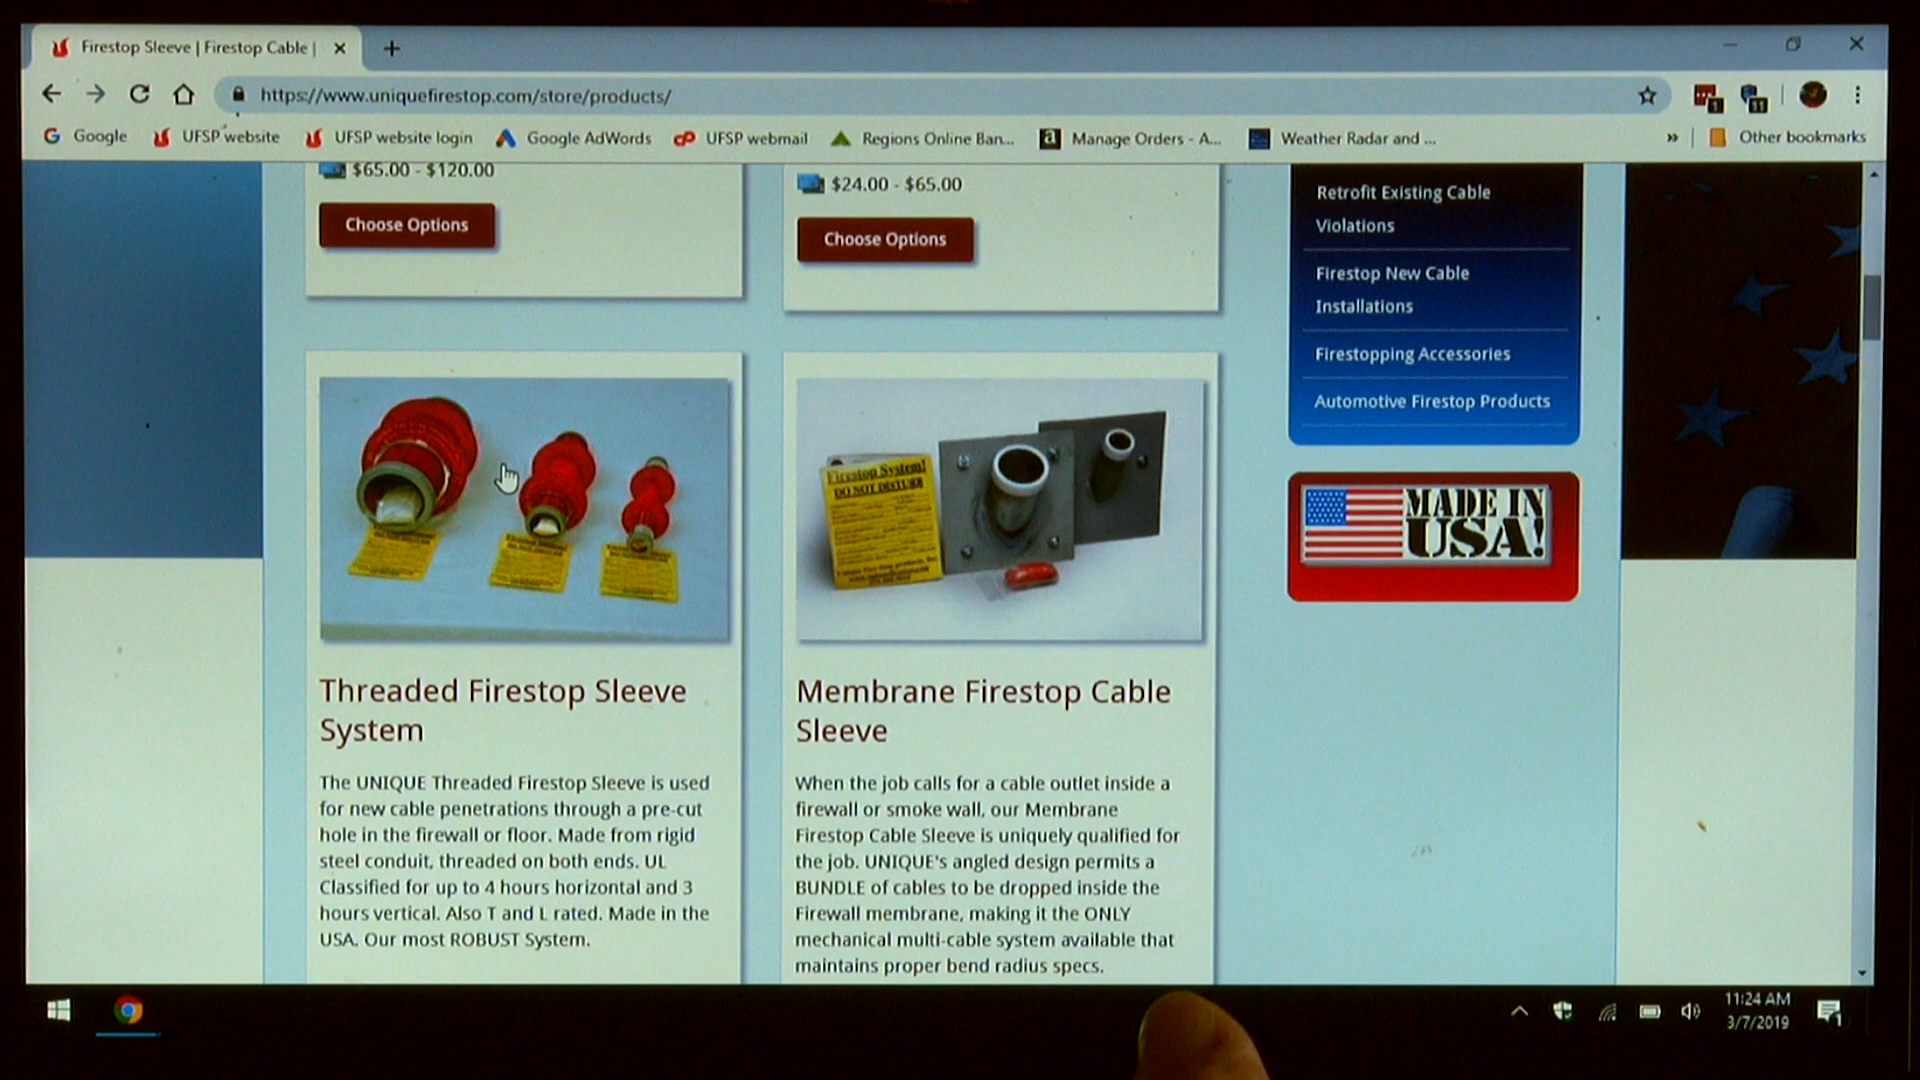 Firestop Sleeve | Firestop Cable |
https://www.uniquefirestop.com/store/products/
Google
UFSP website
UFSP website login
Google AdWords
UFSP webmail
Regions Online Ban...
Manage Orders - A...
Weather Radar and ...
Other bookmarks
$65.00 - $120.00
Choose Options
$24.00 - $65.00
Choose Options
Retrofit Existing Cable
Violations
Firestop New Cable
Installations
Firestopping Accessories
Automotive Firestop Products
MADE IN
USA!
Firestop System!
DO NOT DISTURB
Threaded Firestop Sleeve
System
The UNIQUE Threaded Firestop Sleeve is used
for new cable penetrations through a pre-cut
hole in the firewall or floor. Made from rigid
steel conduit, threaded on both ends. UL
Classified for up to 4 hours horizontal and 3
hours vertical. Also T and L rated. Made in the
USA. Our most ROBUST System.
Membrane Firestop Cable
Sleeve
When the job calls for a cable outlet inside a
firewall or smoke wall, our Membrane
Firestop Cable Sleeve is uniquely qualified for
the job. UNIQUE's angled design permits a
BUNDLE of cables to be dropped inside the
Firewall membrane, making it the ONLY
mechanical multi-cable system available that
maintains proper bend radius specs.
11:24 AM
3/7/2019